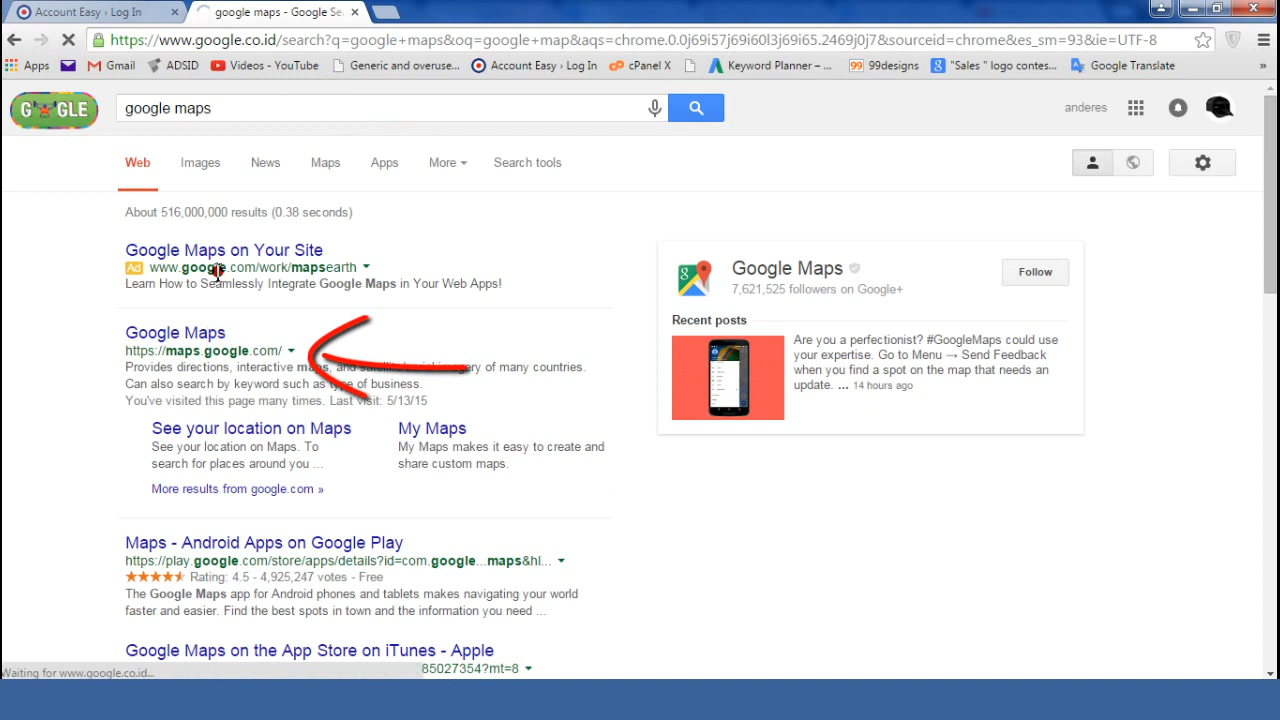 Account Easy › Log In
google maps - Google Se
https://www.google.co.id/search?q=google+maps&oq=google+map&aqs=chrome.0.0j69i57j69i60l3j69i65.2469j0j7&sourceid=chrome&es_sm=93&ie=UTF-8
Apps Gmail ADSID Videos - YouTube Generic and overuse... Account Easy › Log In cPanel X Keyword Planner –... 99designs "Sales " logo contes... Google Translate »
G GLE
google maps
anderes
Web Images News Maps Apps More Search tools
About 516,000,000 results (0.38 seconds)
Google Maps on Your Site
Ad www.google.com/work/mapsearth
Learn How to Seamlessly Integrate Google Maps in Your Web Apps!
Google Maps
https://maps.google.com/
Provides directions, interactive maps, and of many countries.
Can also search by keyword such as type of business.
You've visited this page many times. Last visit: 5/13/15
See your location on Maps
See your location on Maps. To
search for places around you ...
My Maps
My Maps makes it easy to create and
share custom maps.
More results from google.com »
Maps - Android Apps on Google Play
https://play.google.com/store/apps/details?id=com.google...maps&hl...
Rating: 4.5 - 4,925,247 votes - Free
The Google Maps app for Android phones and tablets makes navigating your world
faster and easier. Find the best spots in town and the information you need ...
Google Maps on the App Store on iTunes - Apple
85027354?mt=8
Google Maps
7,621,525 followers on Google+
Follow
Recent posts
Are you a perfectionist? #GoogleMaps could use
your expertise. Go to Menu → Send Feedback
when you find a spot on the map that needs an
update. ... 14 hours ago
Waiting for www.google.co.id...